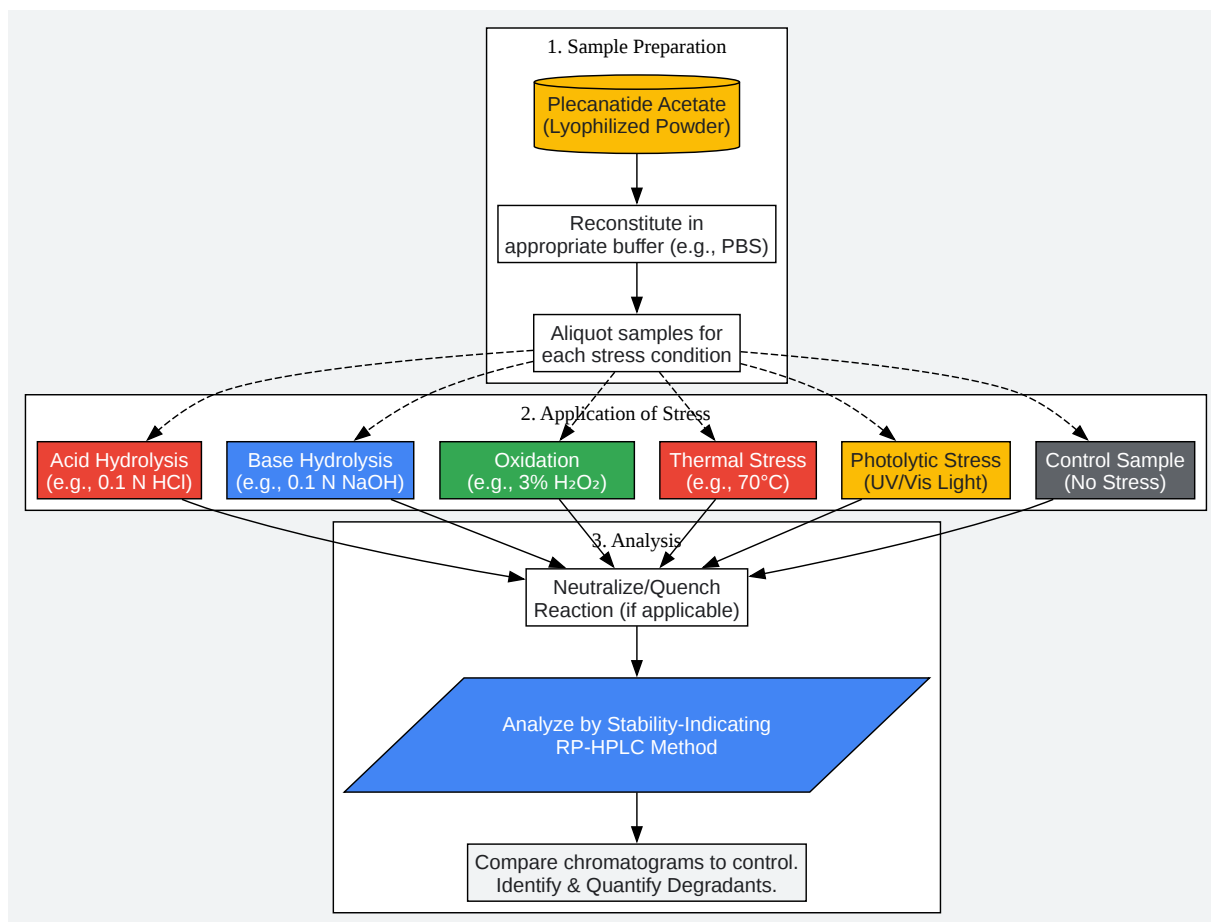 1. Sample Preparation
Plecanatide Acetate
(Lyophilized Powder)
Reconstitute in
appropriate buffer (e.g., PBS)
Aliquot samples for
each stress condition
2. Application of Stress
Acid Hydrolysis
(e.g., 0.1 N HCl)
Base Hydrolysis
(e.g., 0.1 N NaOH)
Oxidation
(e.g., 3% H₂O₂)
Thermal Stress
(e.g., 70°C)
Photolytic Stress
(UV/Vis Light)
Control Sample
(No Stress)
3. Analysis
Neutralize/Quench
Reaction (if applicable)
Analyze by Stability-Indicating
RP-HPLC Method
Compare chromatograms to control.
Identify & Quantify Degradants.